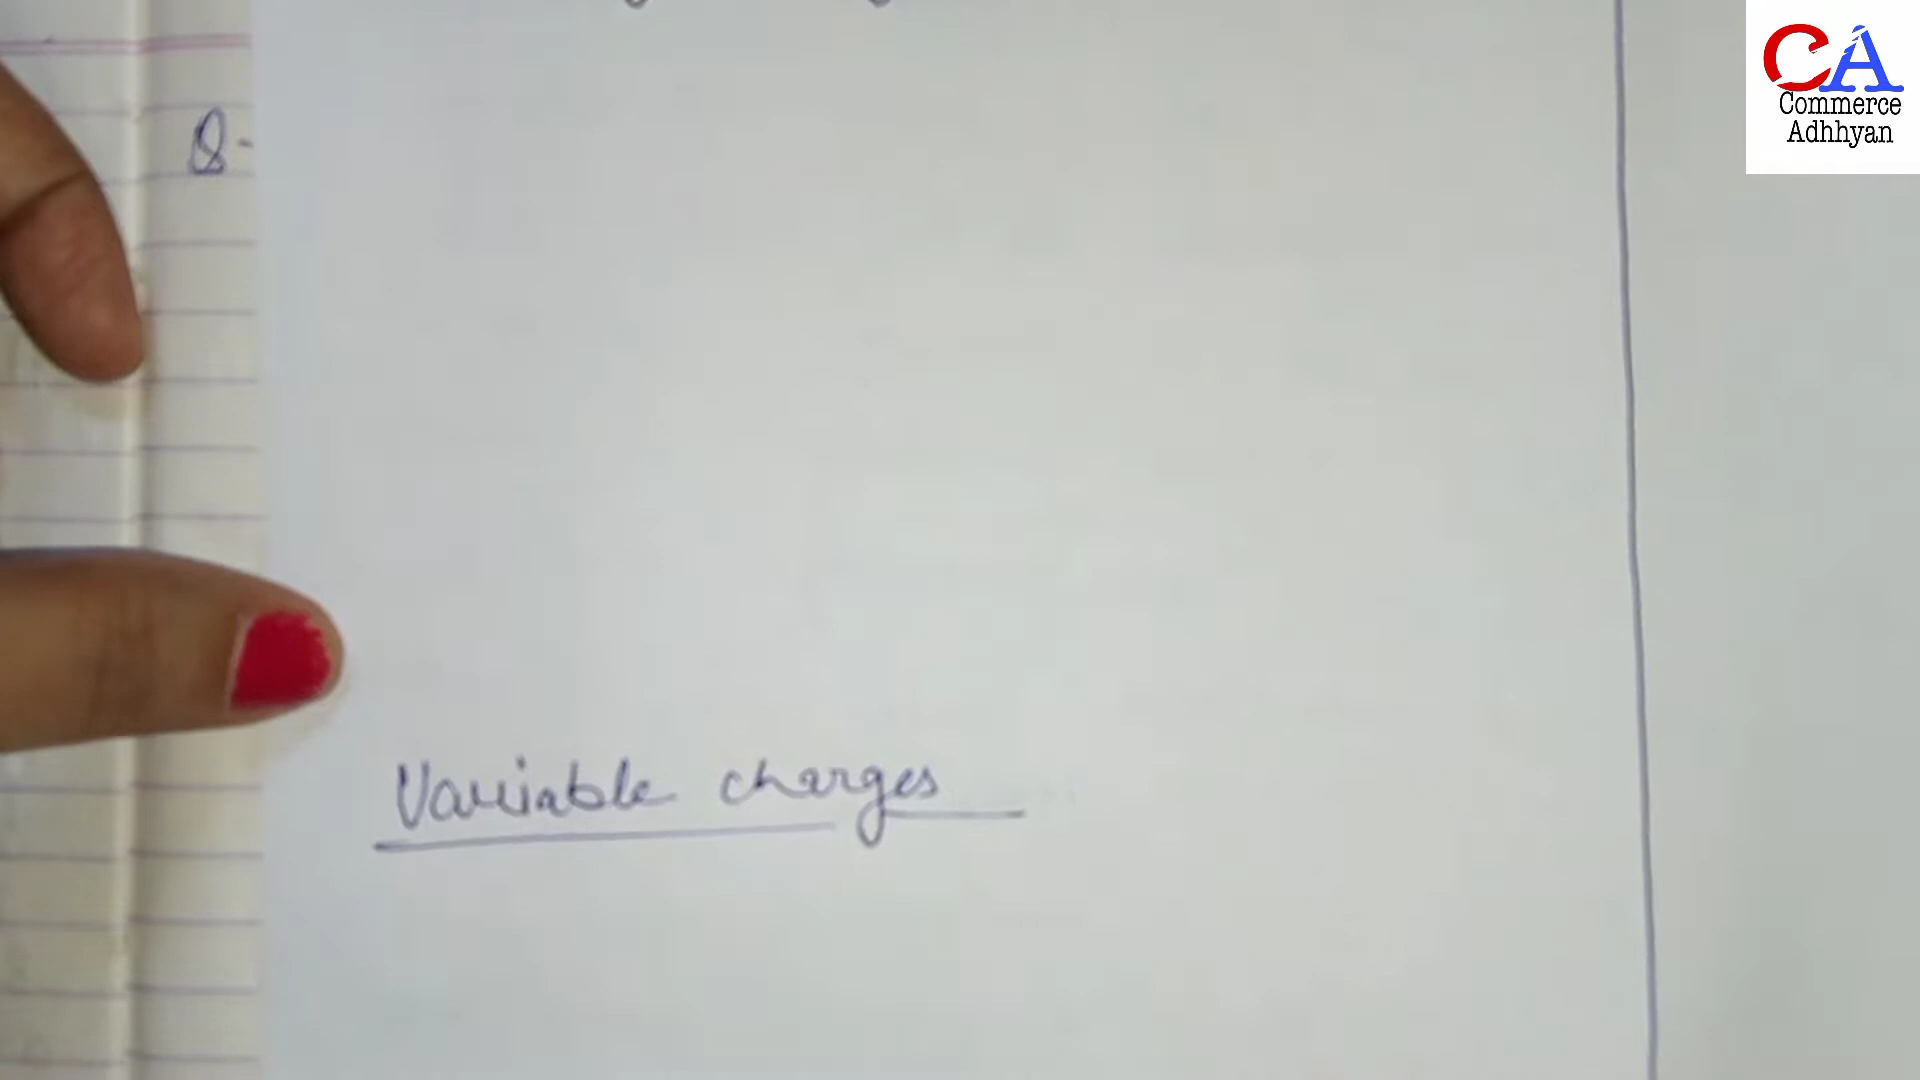 CA
Commerce
Adhhyan
Q-
Variable charges